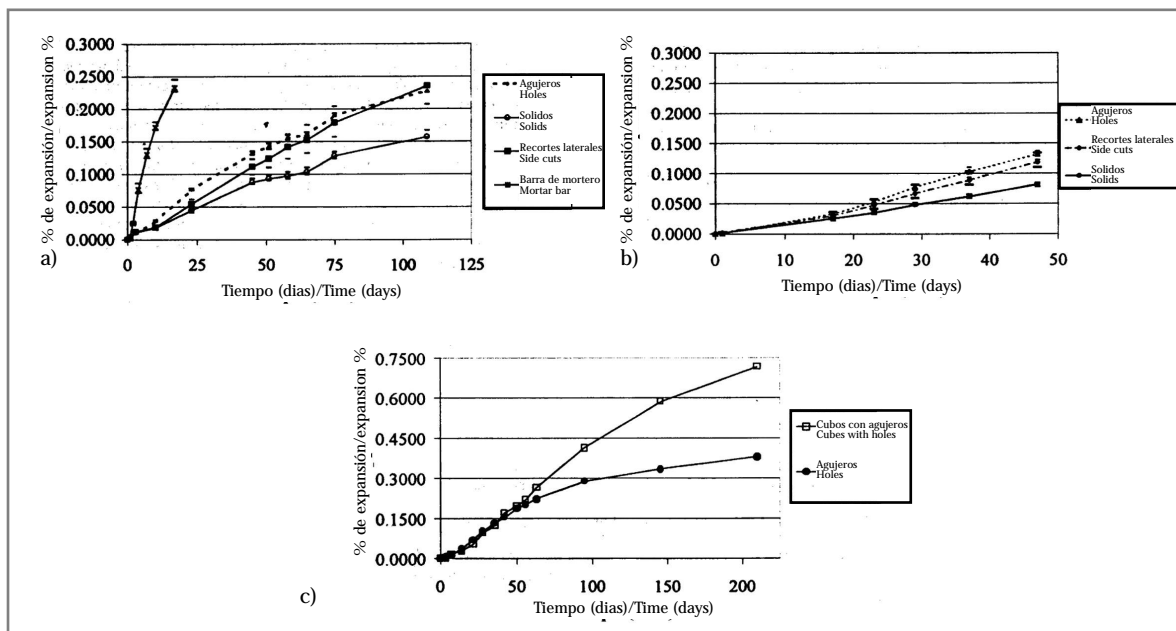 % de expansión/expansion %
0.3000
0.2500
0.2000
0.1500
0.1000
0.0500
0.0000
0 25 50 75 100 125
Tiempo (dias)/Time (days)
a)
Agujeros
Holes
Solidos
Solids
Recortes laterales
Side cuts
Barra de mortero
Mortar bar
% de expansión/expansion %
0.3000
0.2500
0.2000
0.1500
0.1000
0.0500
0.0000
0 10 20 30 40 50
Tiempo (dias)/Time (days)
b)
Agujeros
Holes
Recortes laterales
Side cuts
Solidos
Solids
% de expansión/expansion %
0.7500
0.6000
0.4500
0.3000
0.1500
0.0000
0 50 100 150 200
Tiempo (dias)/Time (days)
c)
Cubos con agujeros
Cubes with holes
Agujeros
Holes